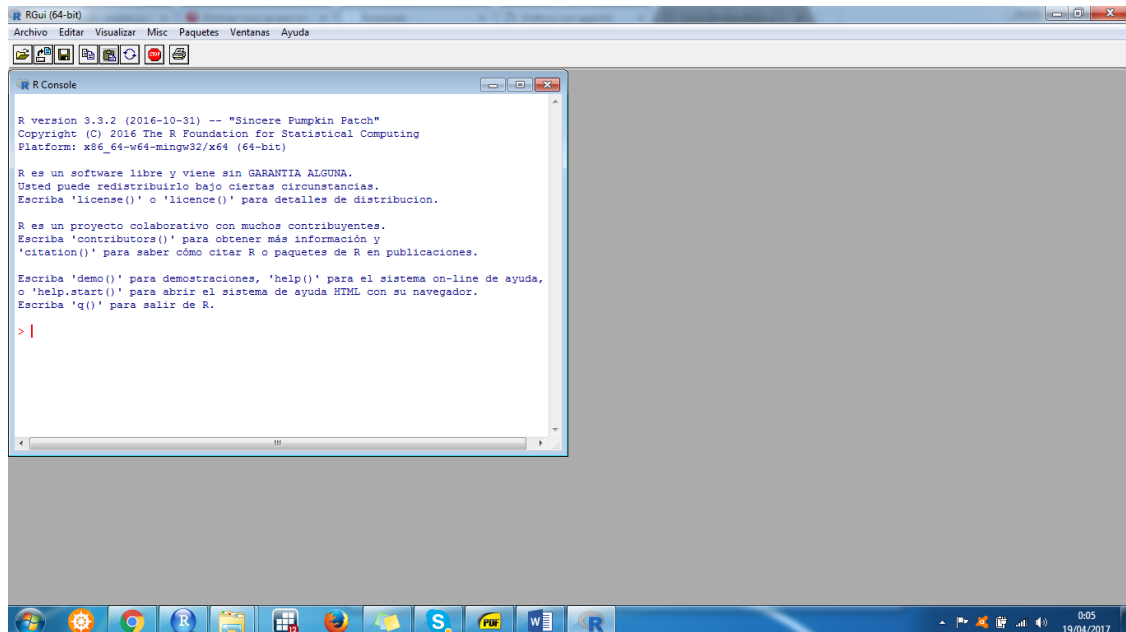 RGui (64-bit)
Archivo Editar Visualizar Misc Paquetes Ventanas Ayuda
STOP
R Console
R version 3.3.2 (2016-10-31) -- "Sincere Pumpkin Patch"
Copyright (C) 2016 The R Foundation for Statistical Computing
Platform: x86_64-w64-mingw32/x64 (64-bit)
R es un software libre y viene sin GARANTIA ALGUNA.
Usted puede redistribuirlo bajo ciertas circunstancias.
Escriba 'license()' o 'licence()' para detalles de distribucion.
R es un proyecto colaborativo con muchos contribuyentes.
Escriba 'contributors()' para obtener más información y
'citation()' para saber cómo citar R o paquetes de R en publicaciones.
Escriba 'demo()' para demostraciones, 'help()' para el sistema on-line de ayuda,
o 'help.start()' para abrir el sistema de ayuda HTML con su navegador.
Escriba 'q()' para salir de R.
>
R
12
S
PDF
W
R
0:05
19/04/2017